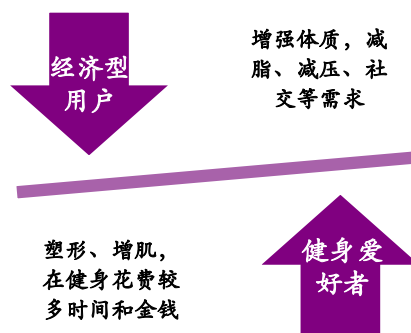 经济型
用户
增强体质，减
脂、减压、社
交等需求
塑形、增肌，
在健身花费较
多时间和金钱
健身爱
好者